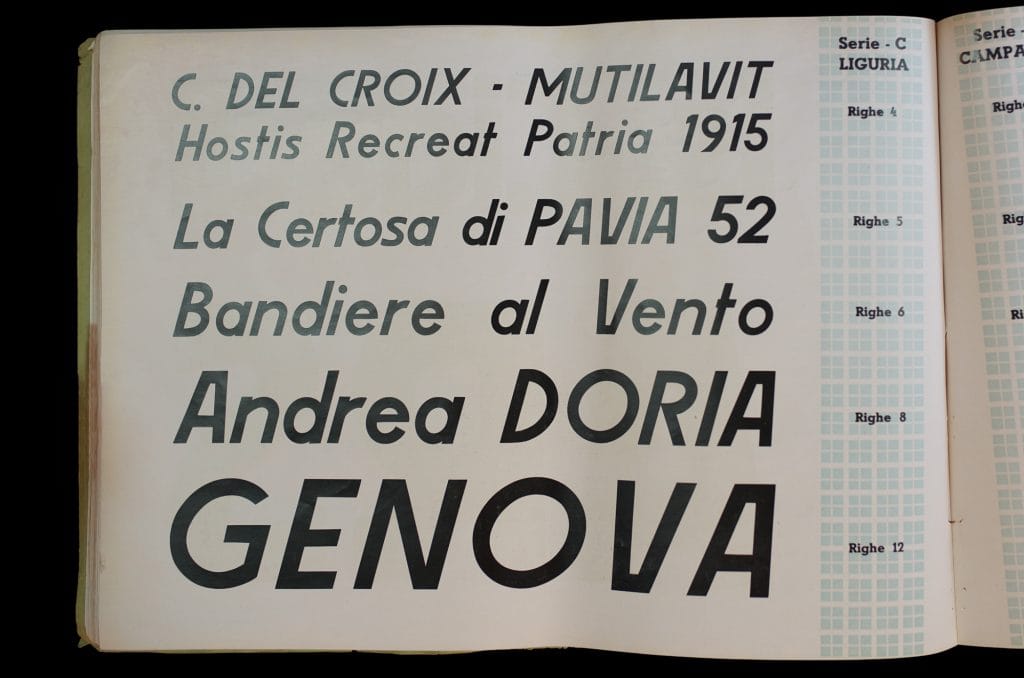 C. DEL CROIX - MUTILAVIT
Hostis Recreat Patria 1915
La Certosa di PAVIA 52
Bandiere al Vento
Andrea DORIA
GENOVA
Serie - C
LIGURIA
Righe 4
Righe 5
Righe 6
Righe 8
Righe 12
Serie -